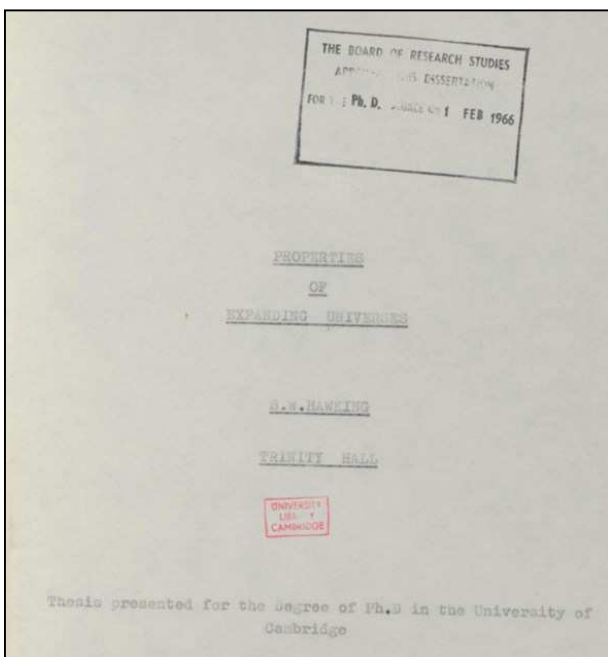 THE BOARD OF RESEARCH STUDIES
DISSERTATION
FOR Ph. D. 1 FEB 1966
PROPERTIES
OF
EXPANDING UNIVERSES
S.W.HAWKING
TRINITY HALL
UNIVERSITY
CAMBRIDGE
Thesis presented for the Degree of Ph.D in the University of
Cambridge